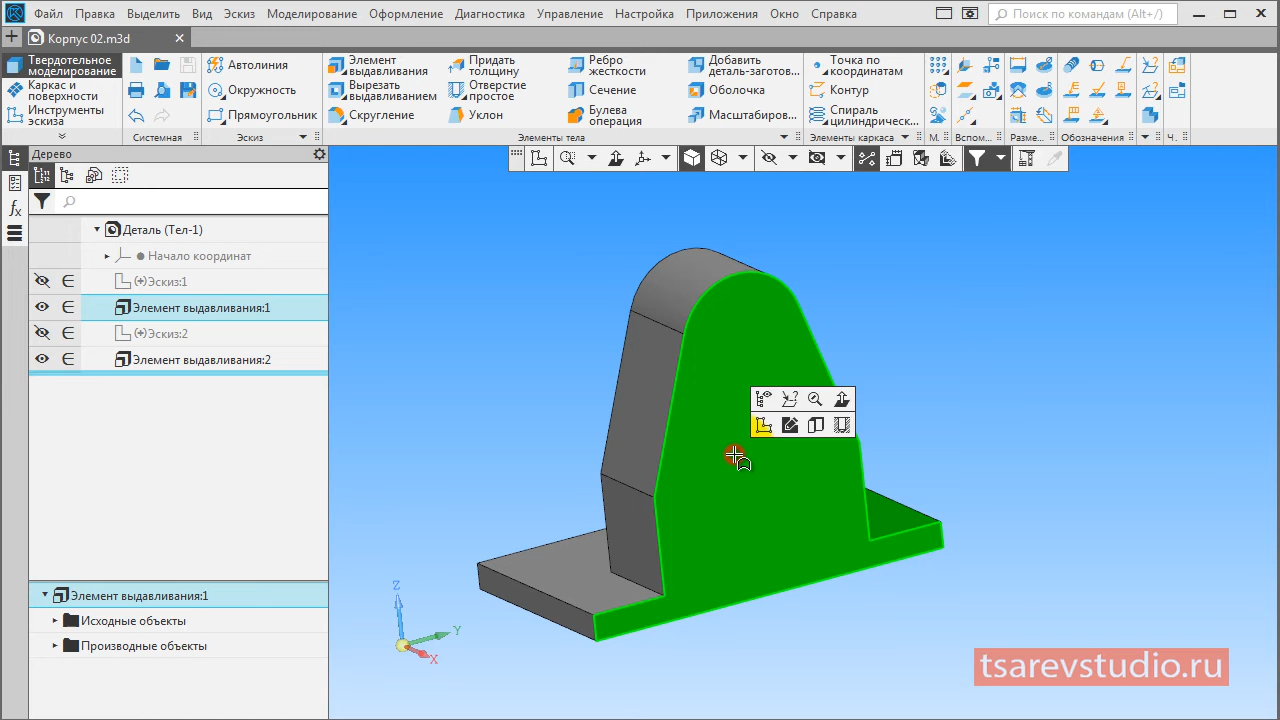 Файл Правка Выделить Вид Эскиз Моделирование Оформление Диагностика Управление Настройка Приложения Окно Справка Поиск по командам (Alt+/)
+ Корпус 02.m3d ×
Твердотельное моделирование
Каркас и поверхности
Инструменты эскиза
Системная
Автолиния
Окружность
Прямоугольник
Эскиз
Элемент выдавливания
Вырезать выдавливанием
Скругление
Придать толщину
Отверстие простое
Уклон
Ребро жесткости
Сечение
Булева операция
Добавить деталь-заготов...
Оболочка
Масштабиров...
Элементы тела
Точка по координатам
Контур
Спираль цилиндрическ...
Элементы каркаса
М...
Вспом...
Разме...
Обозначения
Ч...
Дерево
fx
Деталь (Тел-1)
Начало координат
(+)Эскиз:1
Элемент выдавливания:1
(+)Эскиз:2
Элемент выдавливания:2
Элемент выдавливания:1
Исходные объекты
Производные объекты
Z
Y
X
tsarevstudio.ru